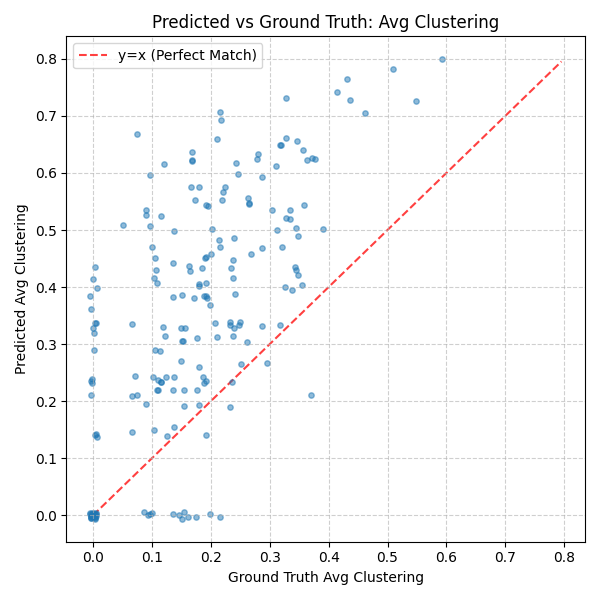 Predicted vs Ground Truth: Avg Clustering
y=x (Perfect Match)
Predicted Avg Clustering
0.8
0.7
0.6
0.5
0.4
0.3
0.2
0.1
0.0
0.0 0.1 0.2 0.3 0.4 0.5 0.6 0.7 0.8
Ground Truth Avg Clustering